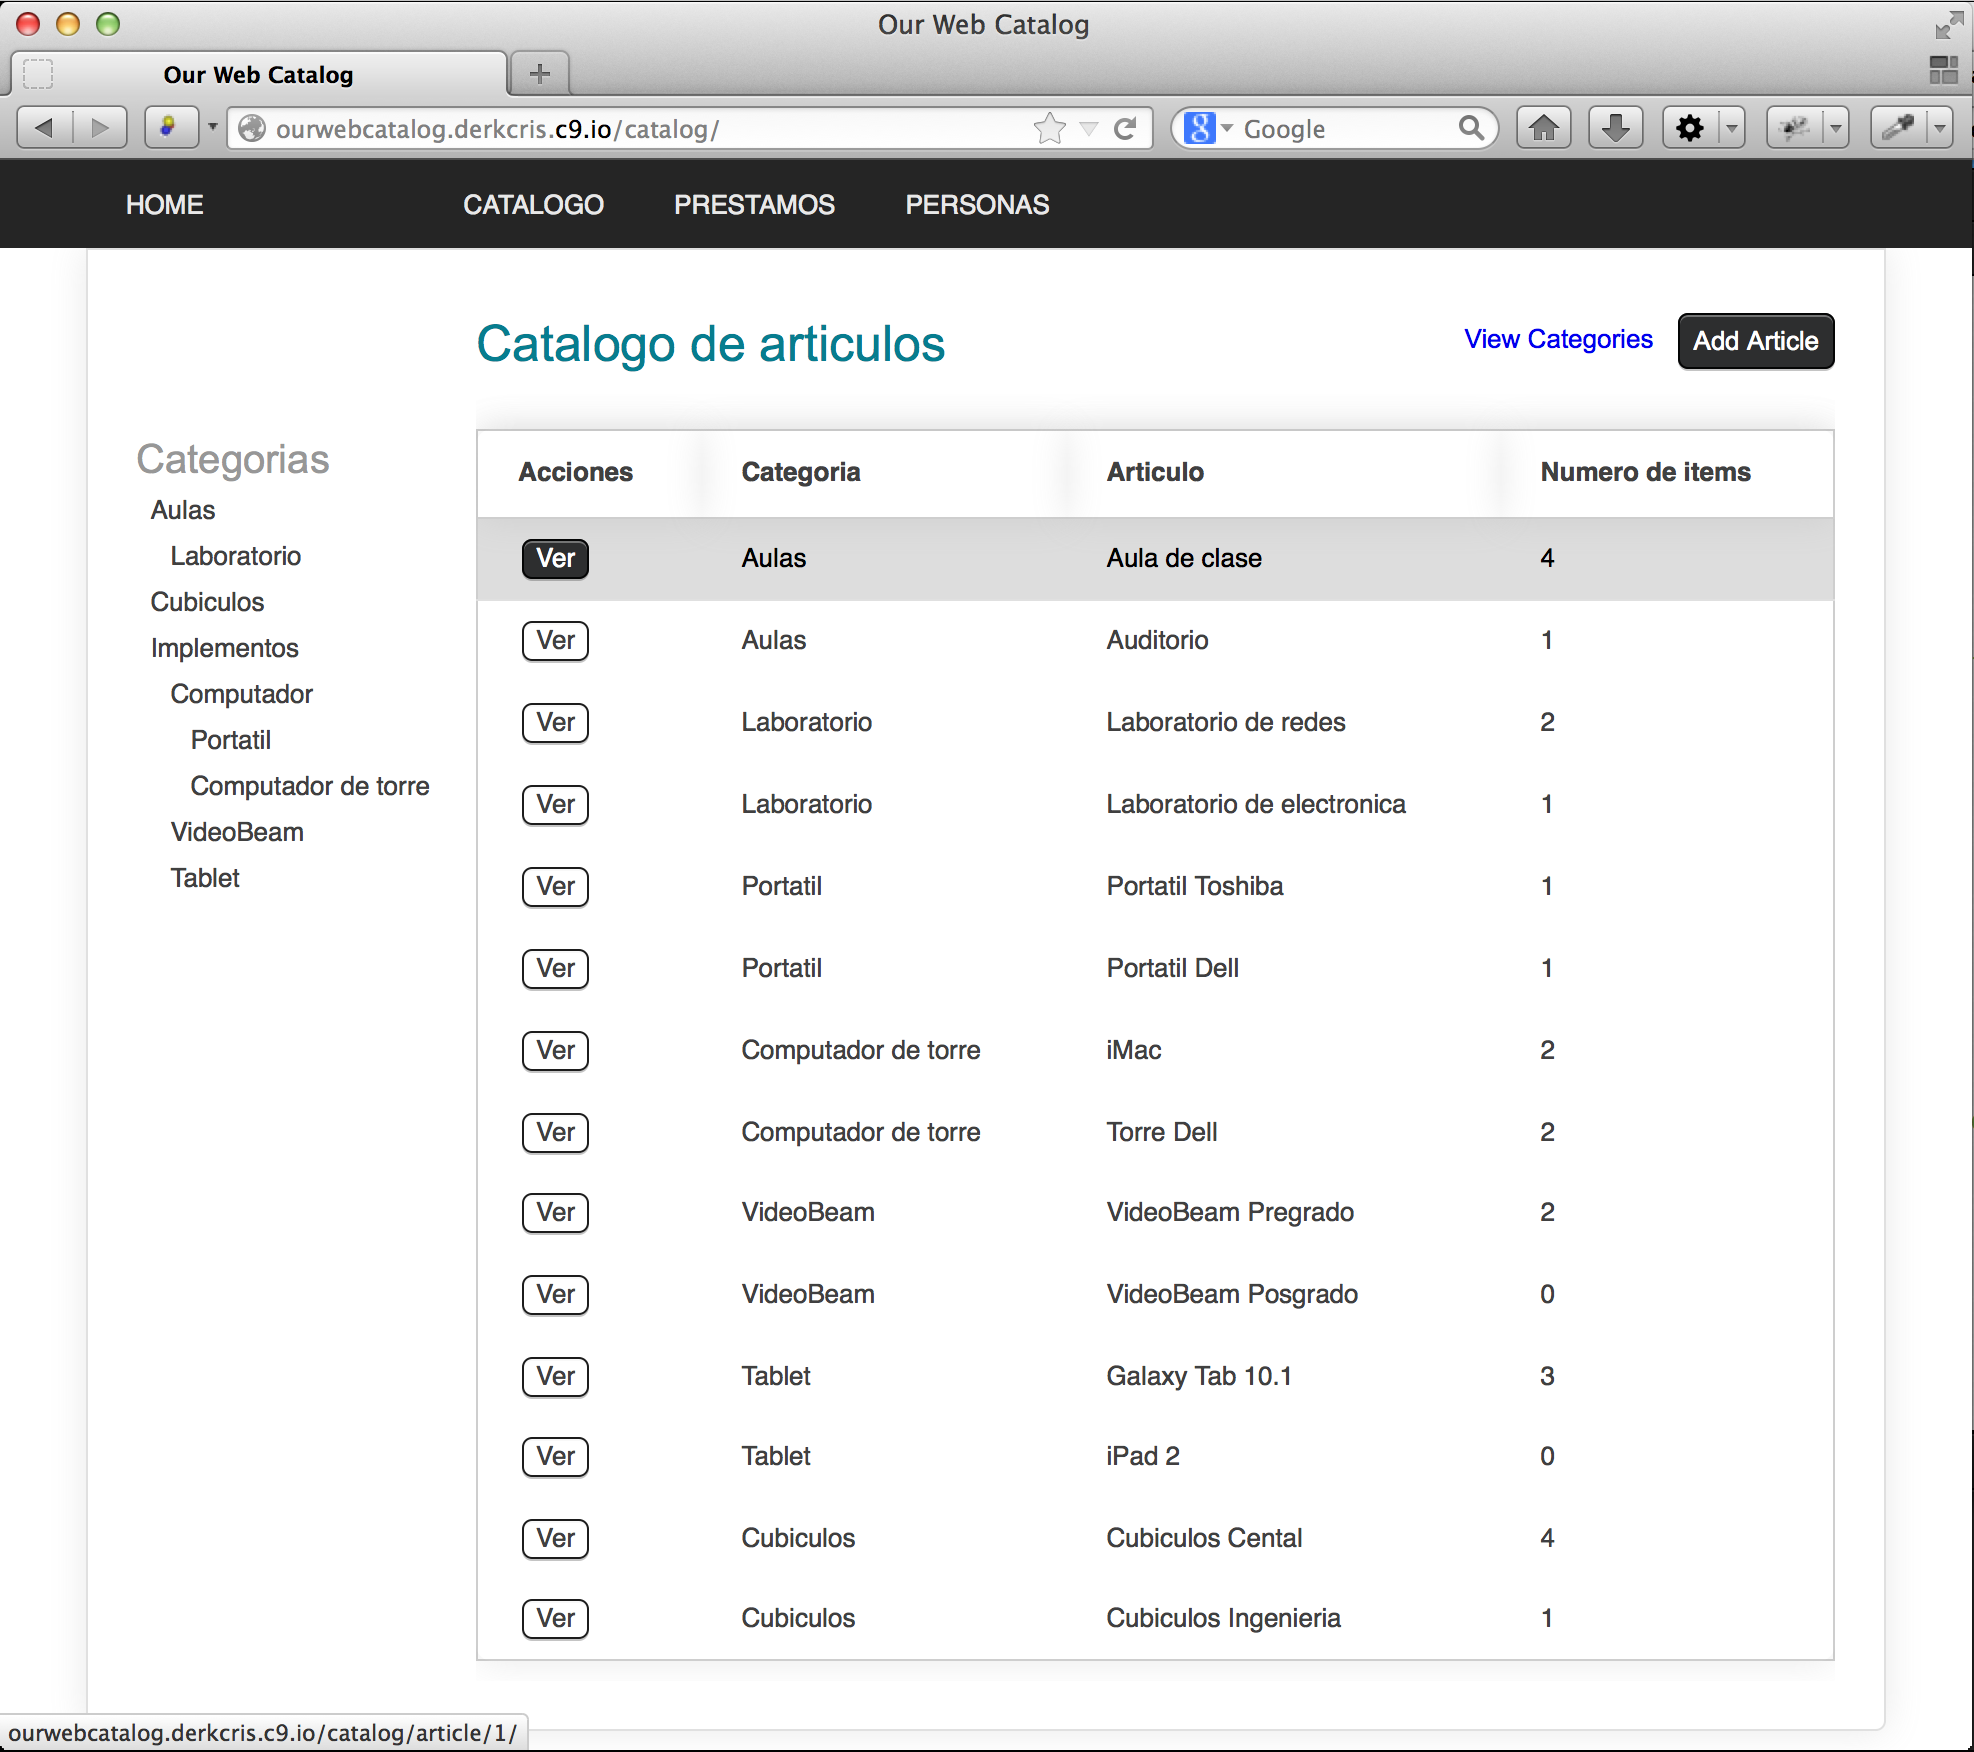 Our Web Catalog
Our Web Catalog
ourwebcatalog.derkcris.c9.io/catalog/
Google
HOME CATALOGO PRESTAMOS PERSONAS
Catalogo de articulos
View Categories Add Article
Categorias
Aulas
Laboratorio
Cubiculos
Implementos
Computador
Portatil
Computador de torre
VideoBeam
Tablet
Acciones Categoria Articulo Numero de items
Ver Aulas Aula de clase 4
Ver Aulas Auditorio 1
Ver Laboratorio Laboratorio de redes 2
Ver Laboratorio Laboratorio de electronica 1
Ver Portatil Portatil Toshiba 1
Ver Portatil Portatil Dell 1
Ver Computador de torre iMac 2
Ver Computador de torre Torre Dell 2
Ver VideoBeam VideoBeam Pregrado 2
Ver VideoBeam VideoBeam Posgrado 0
Ver Tablet Galaxy Tab 10.1 3
Ver Tablet iPad 2 0
Ver Cubiculos Cubiculos Cental 4
Ver Cubiculos Cubiculos Ingenieria 1
ourwebcatalog.derkcris.c9.io/catalog/article/1/